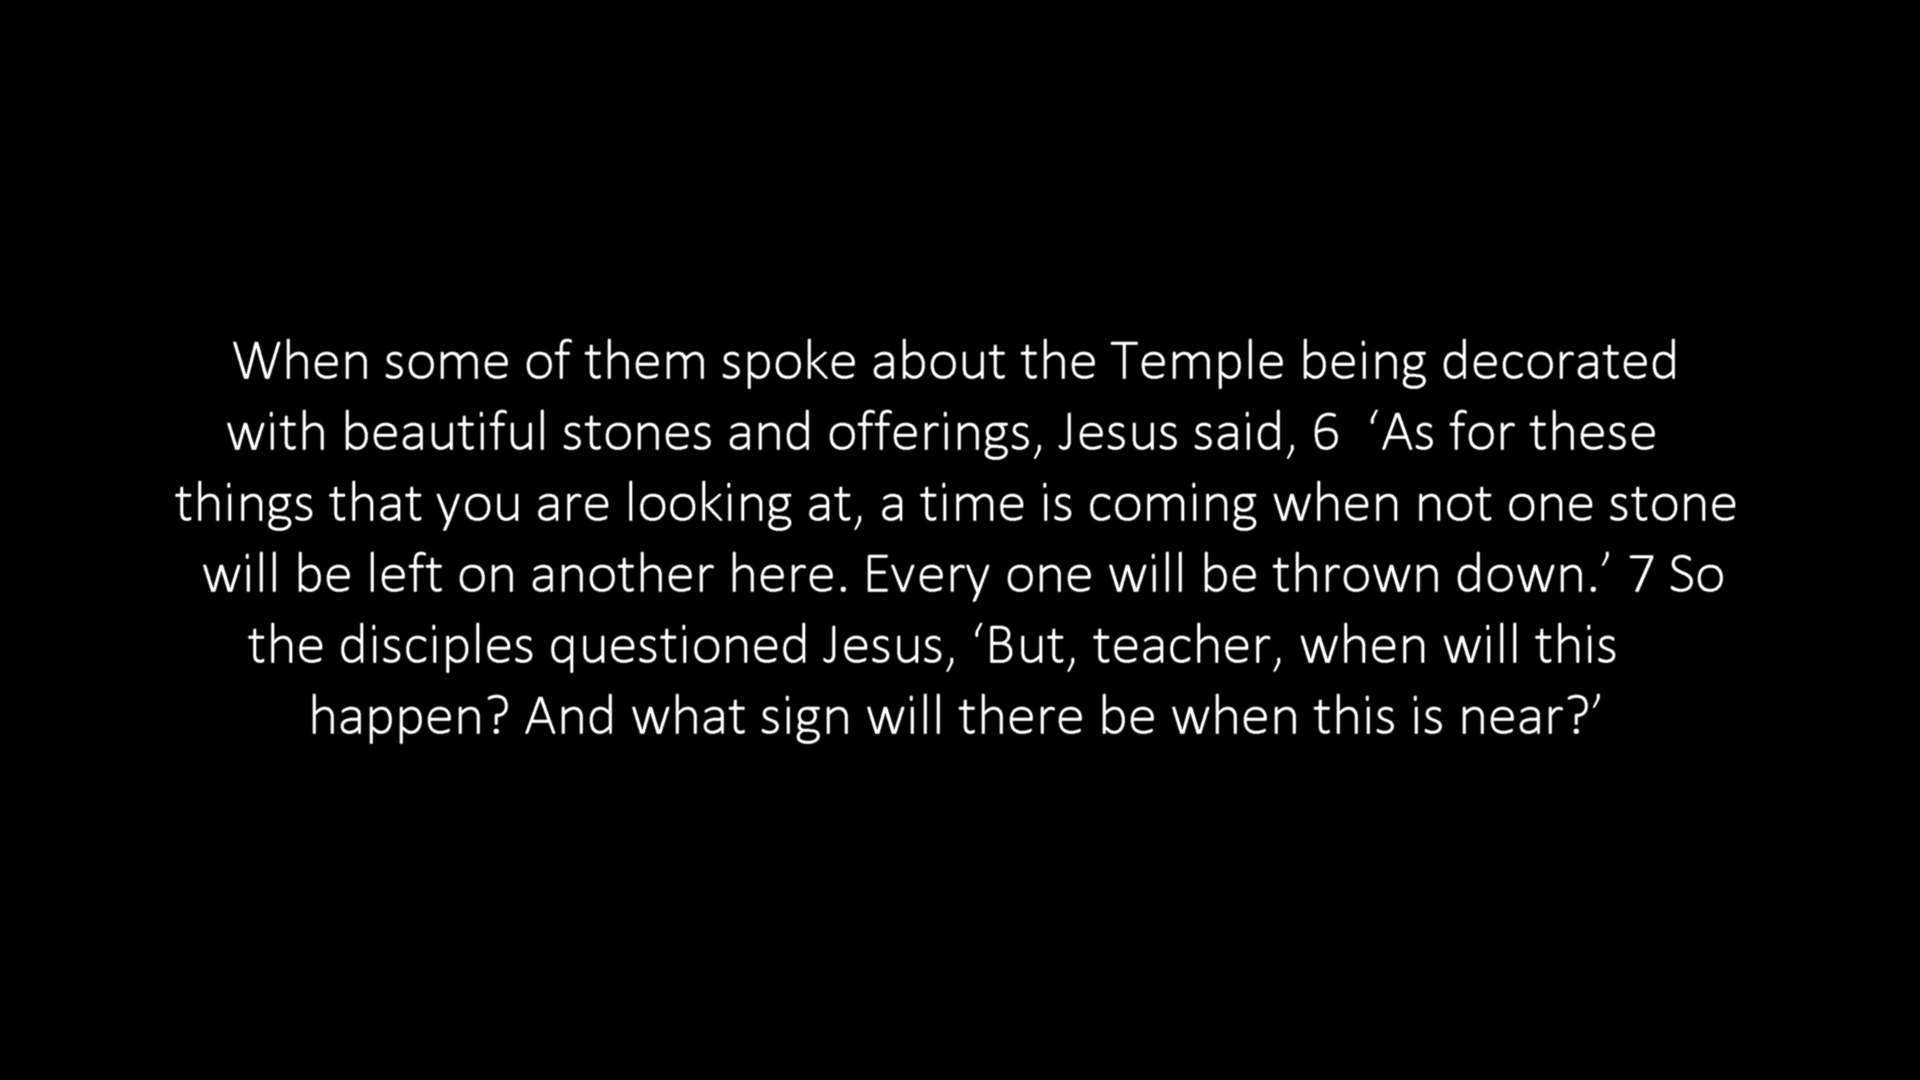 When some of them spoke about the Temple being decorated
with beautiful stones and offerings, Jesus said, 6  ‘As for these
things that you are looking at, a time is coming when not one stone
will be left on another here. Every one will be thrown down.’ 7 So
the disciples questioned Jesus, ‘But, teacher, when will this
happen? And what sign will there be when this is near?’